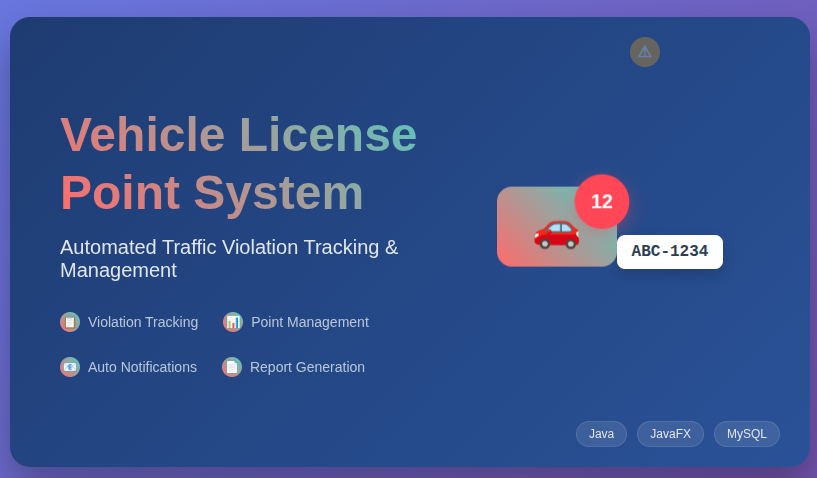 Vehicle License
Point System
Automated Traffic Violation Tracking &
Management
Violation Tracking
Point Management
Auto Notifications
Report Generation
12
ABC-1234
Java
JavaFX
MySQL